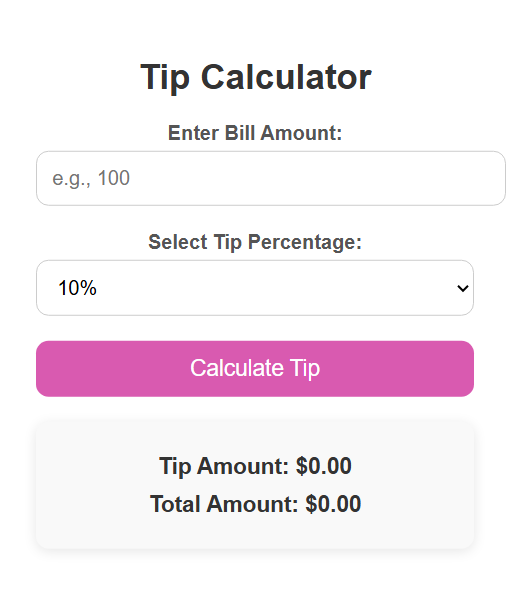 Tip Calculator
Enter Bill Amount:
e.g., 100
Select Tip Percentage:
10%
Calculate Tip
Tip Amount: $0.00
Total Amount: $0.00